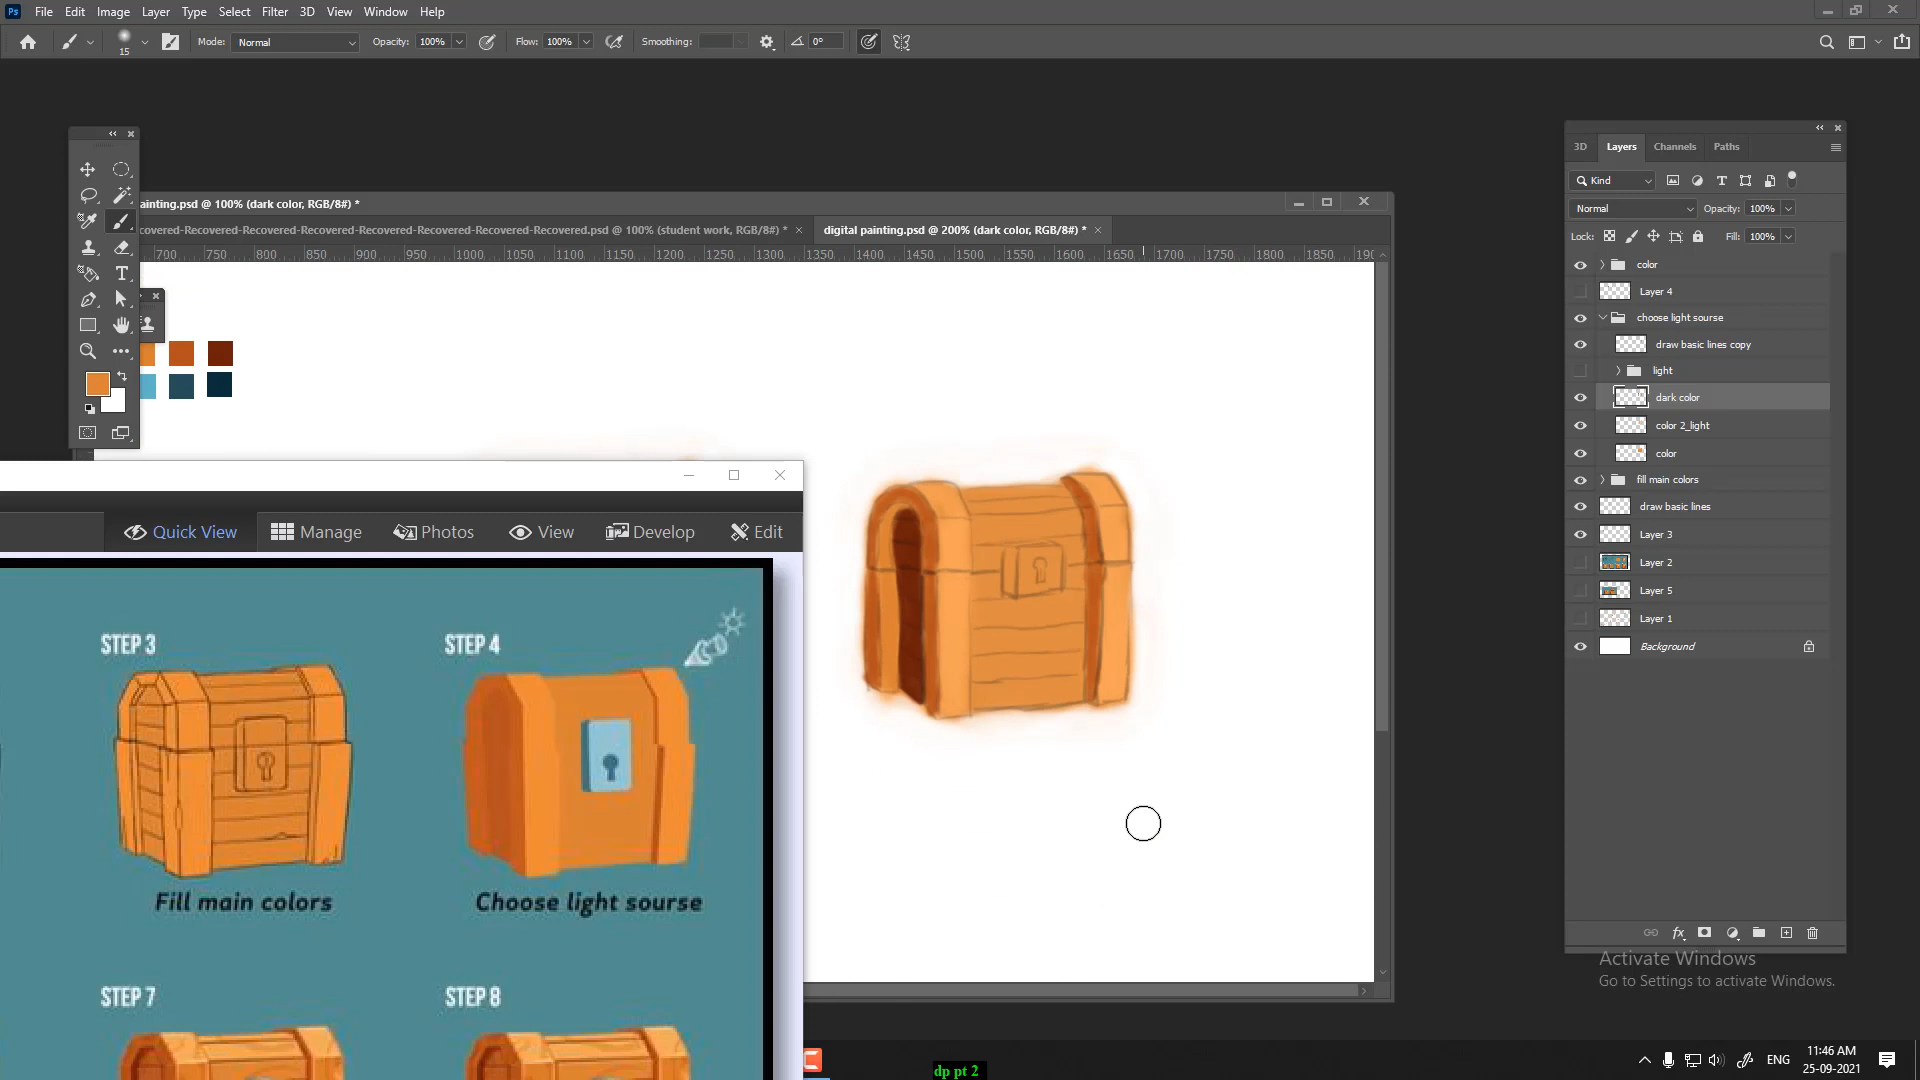 Ps File Edit Image Layer Type Select Filter 3D View Window Help
15 Mode: Normal Opacity: 100% Flow: 100% Smoothing: 0°
painting.psd @ 100% (dark color, RGB/8#) *
covered-Recovered-Recovered-Recovered-Recovered-Recovered-Recovered-Recovered-Recovered.psd @ 100% (student work, RGB/8#) *
digital painting.psd @ 200% (dark color, RGB/8#) *
700 750 800 850 900 950 1000 1050 1100 1150 1200 1250 1300 1350 1400 1450 1500 1550 1600 1650 1700 1750 1800 1850 190
3D Layers Channels Paths
Kind
Normal Opacity: 100%
Lock: Fill: 100%
color
Layer 4
choose light sourse
draw basic lines copy
light
dark color
color 2_light
color
fill main colors
draw basic lines
Layer 3
Layer 2
Layer 5
Layer 1
Background
fx
Quick View Manage Photos View Develop Edit
STEP 3
STEP 4
Fill main colors
Choose light sourse
STEP 7
STEP 8
Activate Windows
Go to Settings to activate Windows.
dp pt 2
ENG
11:46 AM
25-09-2021